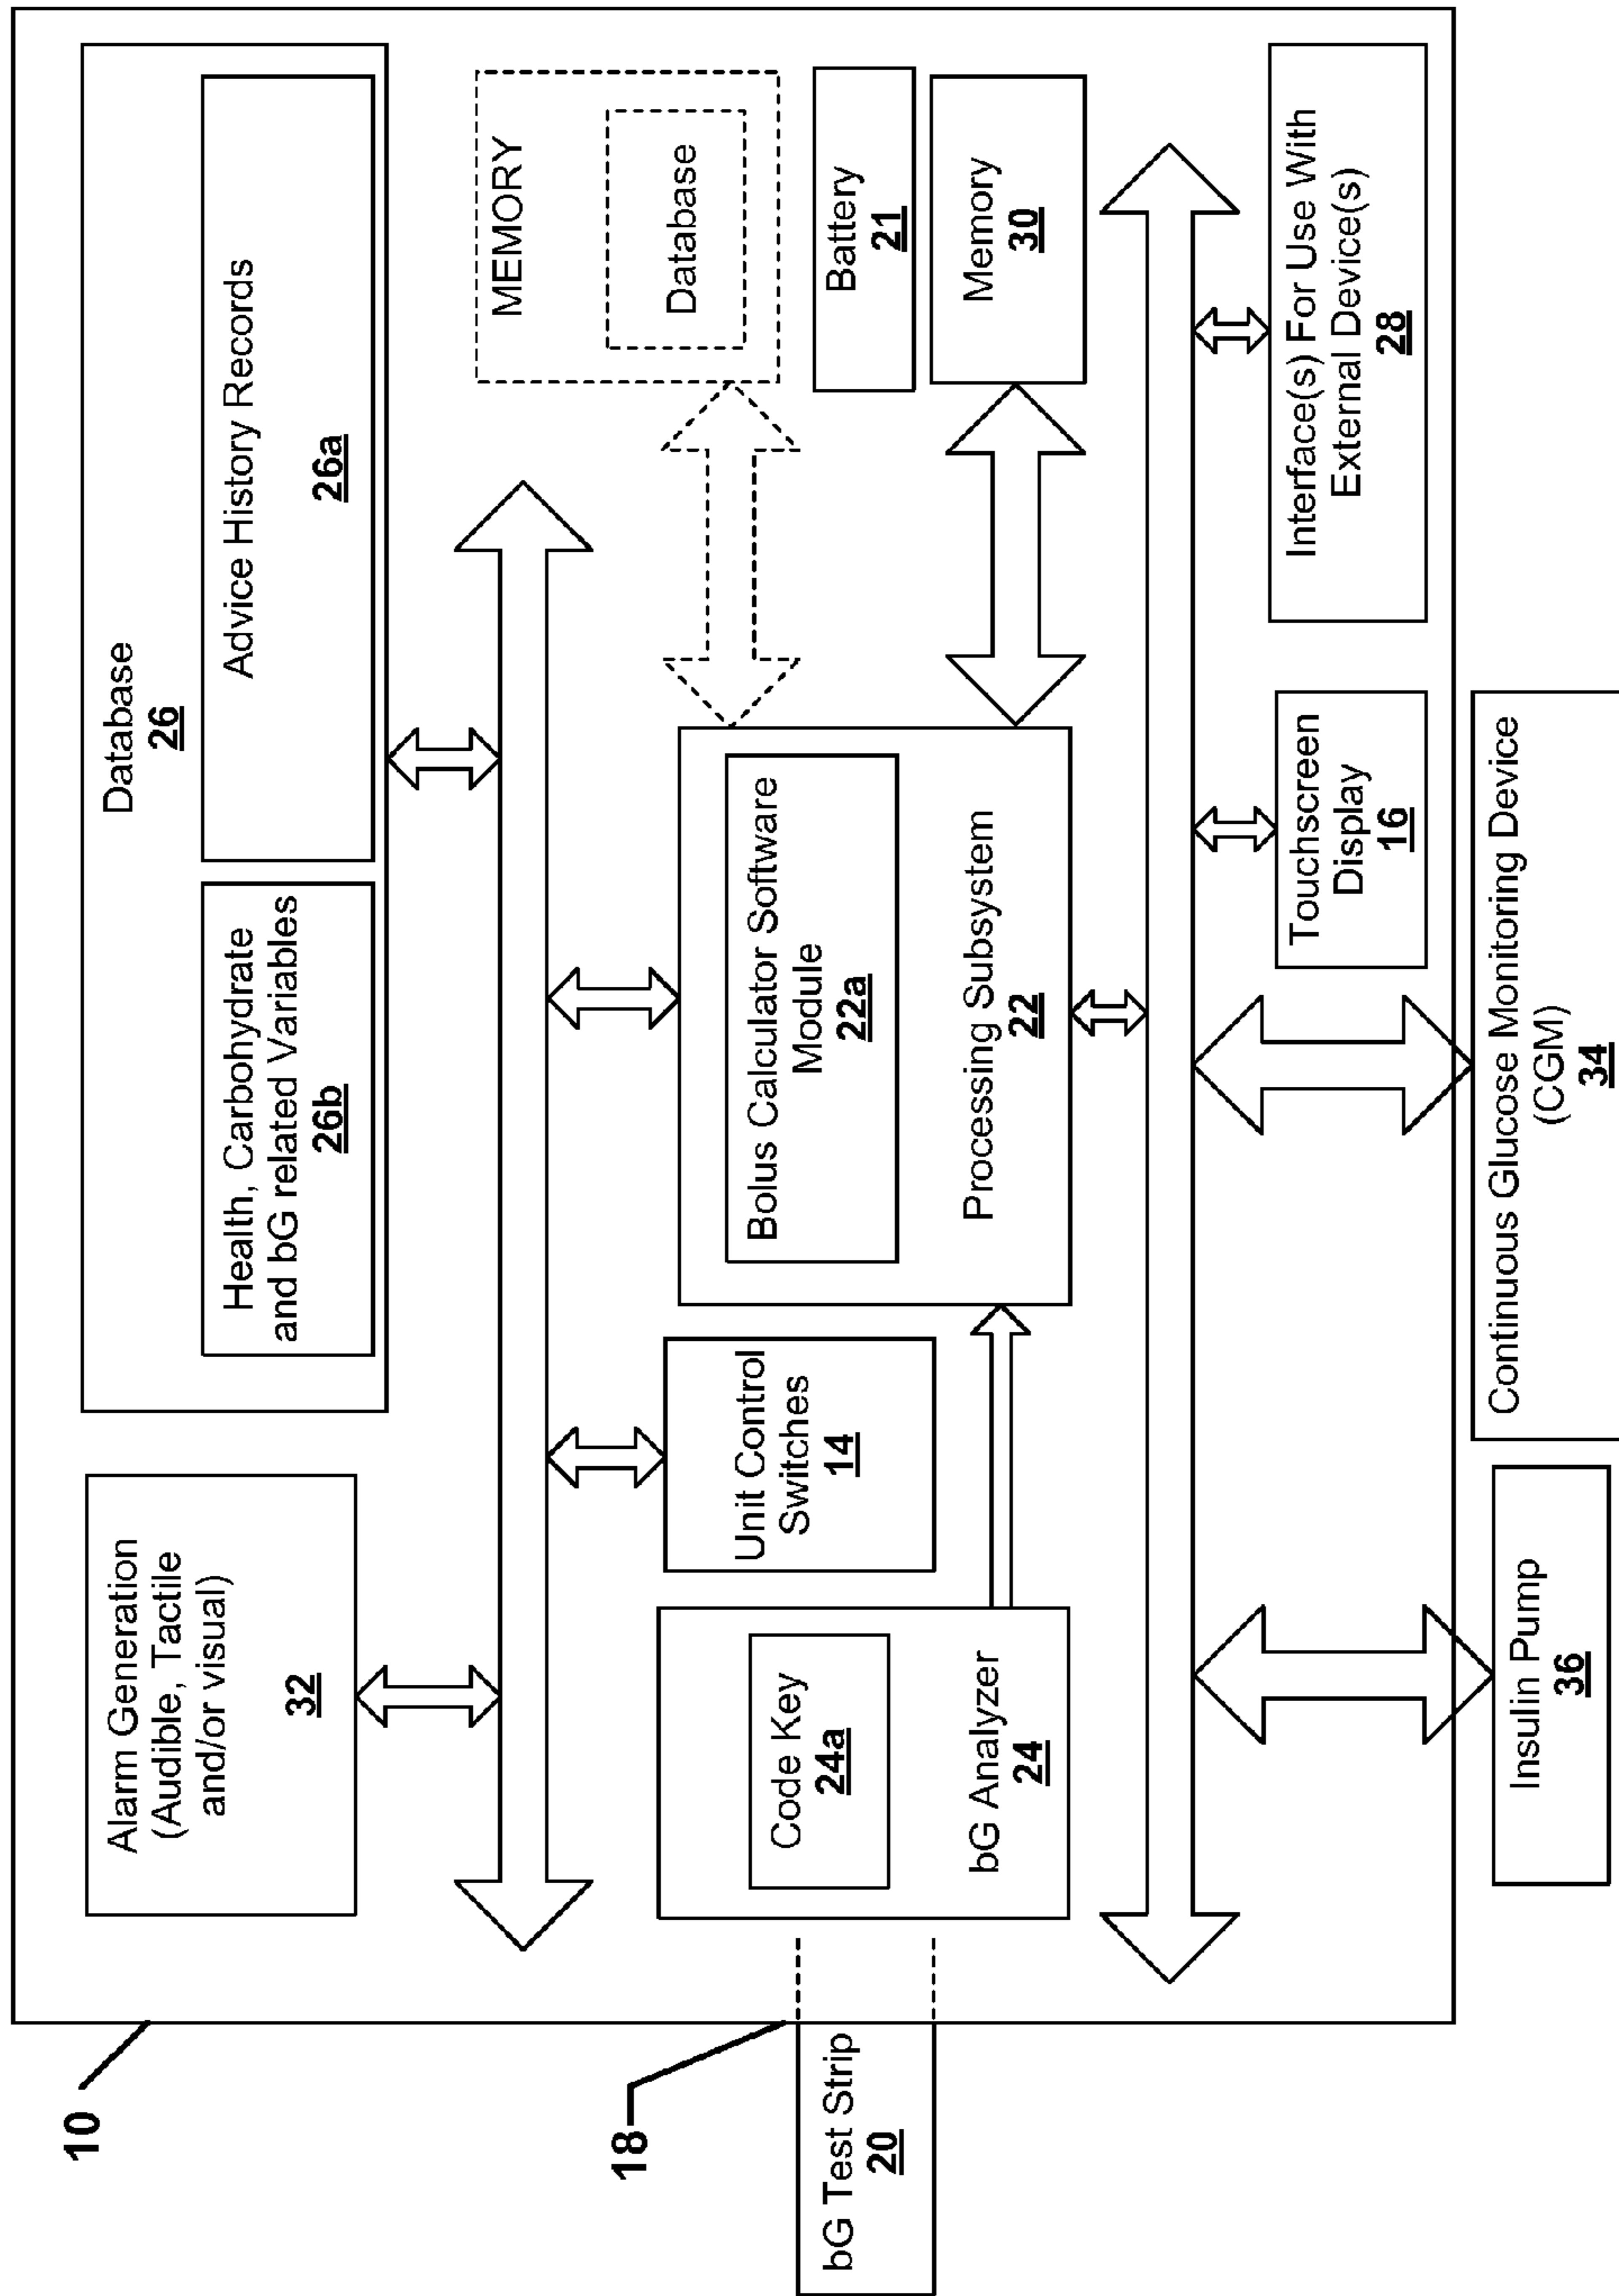 10
Alarm Generation
(Audible, Tactile
and/or visual)
32
Database
26
Health, Carbohydrate
and bG related Variables
26b
Advice History Records
26a
18
bG Test Strip
20
Code Key
24a
bG Analyzer
24
Unit Control
Switches
14
Bolus Calculator Software
Module
22a
Processing Subsystem
22
MEMORY
Database
Battery
21
Memory
30
Touchscreen
Display
16
Interface(s) For Use With
External Device(s)
28
Insulin Pump
36
Continuous Glucose Monitoring Device
(CGM)
34